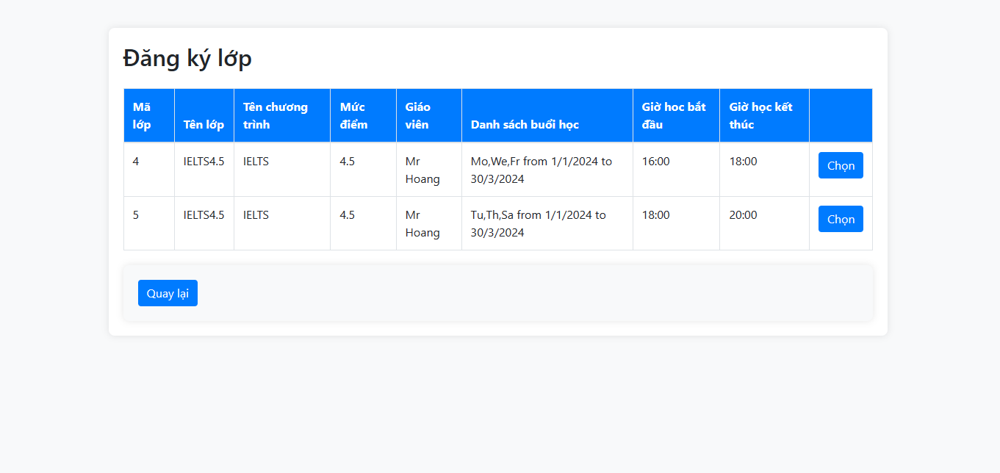 Đăng ký lớp
Mã lớp
Tên lớp
Tên chương trình
Mức điểm
Giáo viên
Danh sách buổi học
Giờ hoc bắt đầu
Giờ học kết thúc
4
IELTS4.5
IELTS
4.5
Mr Hoang
Mo,We,Fr from 1/1/2024 to 30/3/2024
16:00
18:00
Chọn
5
IELTS4.5
IELTS
4.5
Mr Hoang
Tu,Th,Sa from 1/1/2024 to 30/3/2024
18:00
20:00
Chọn
Quay lại